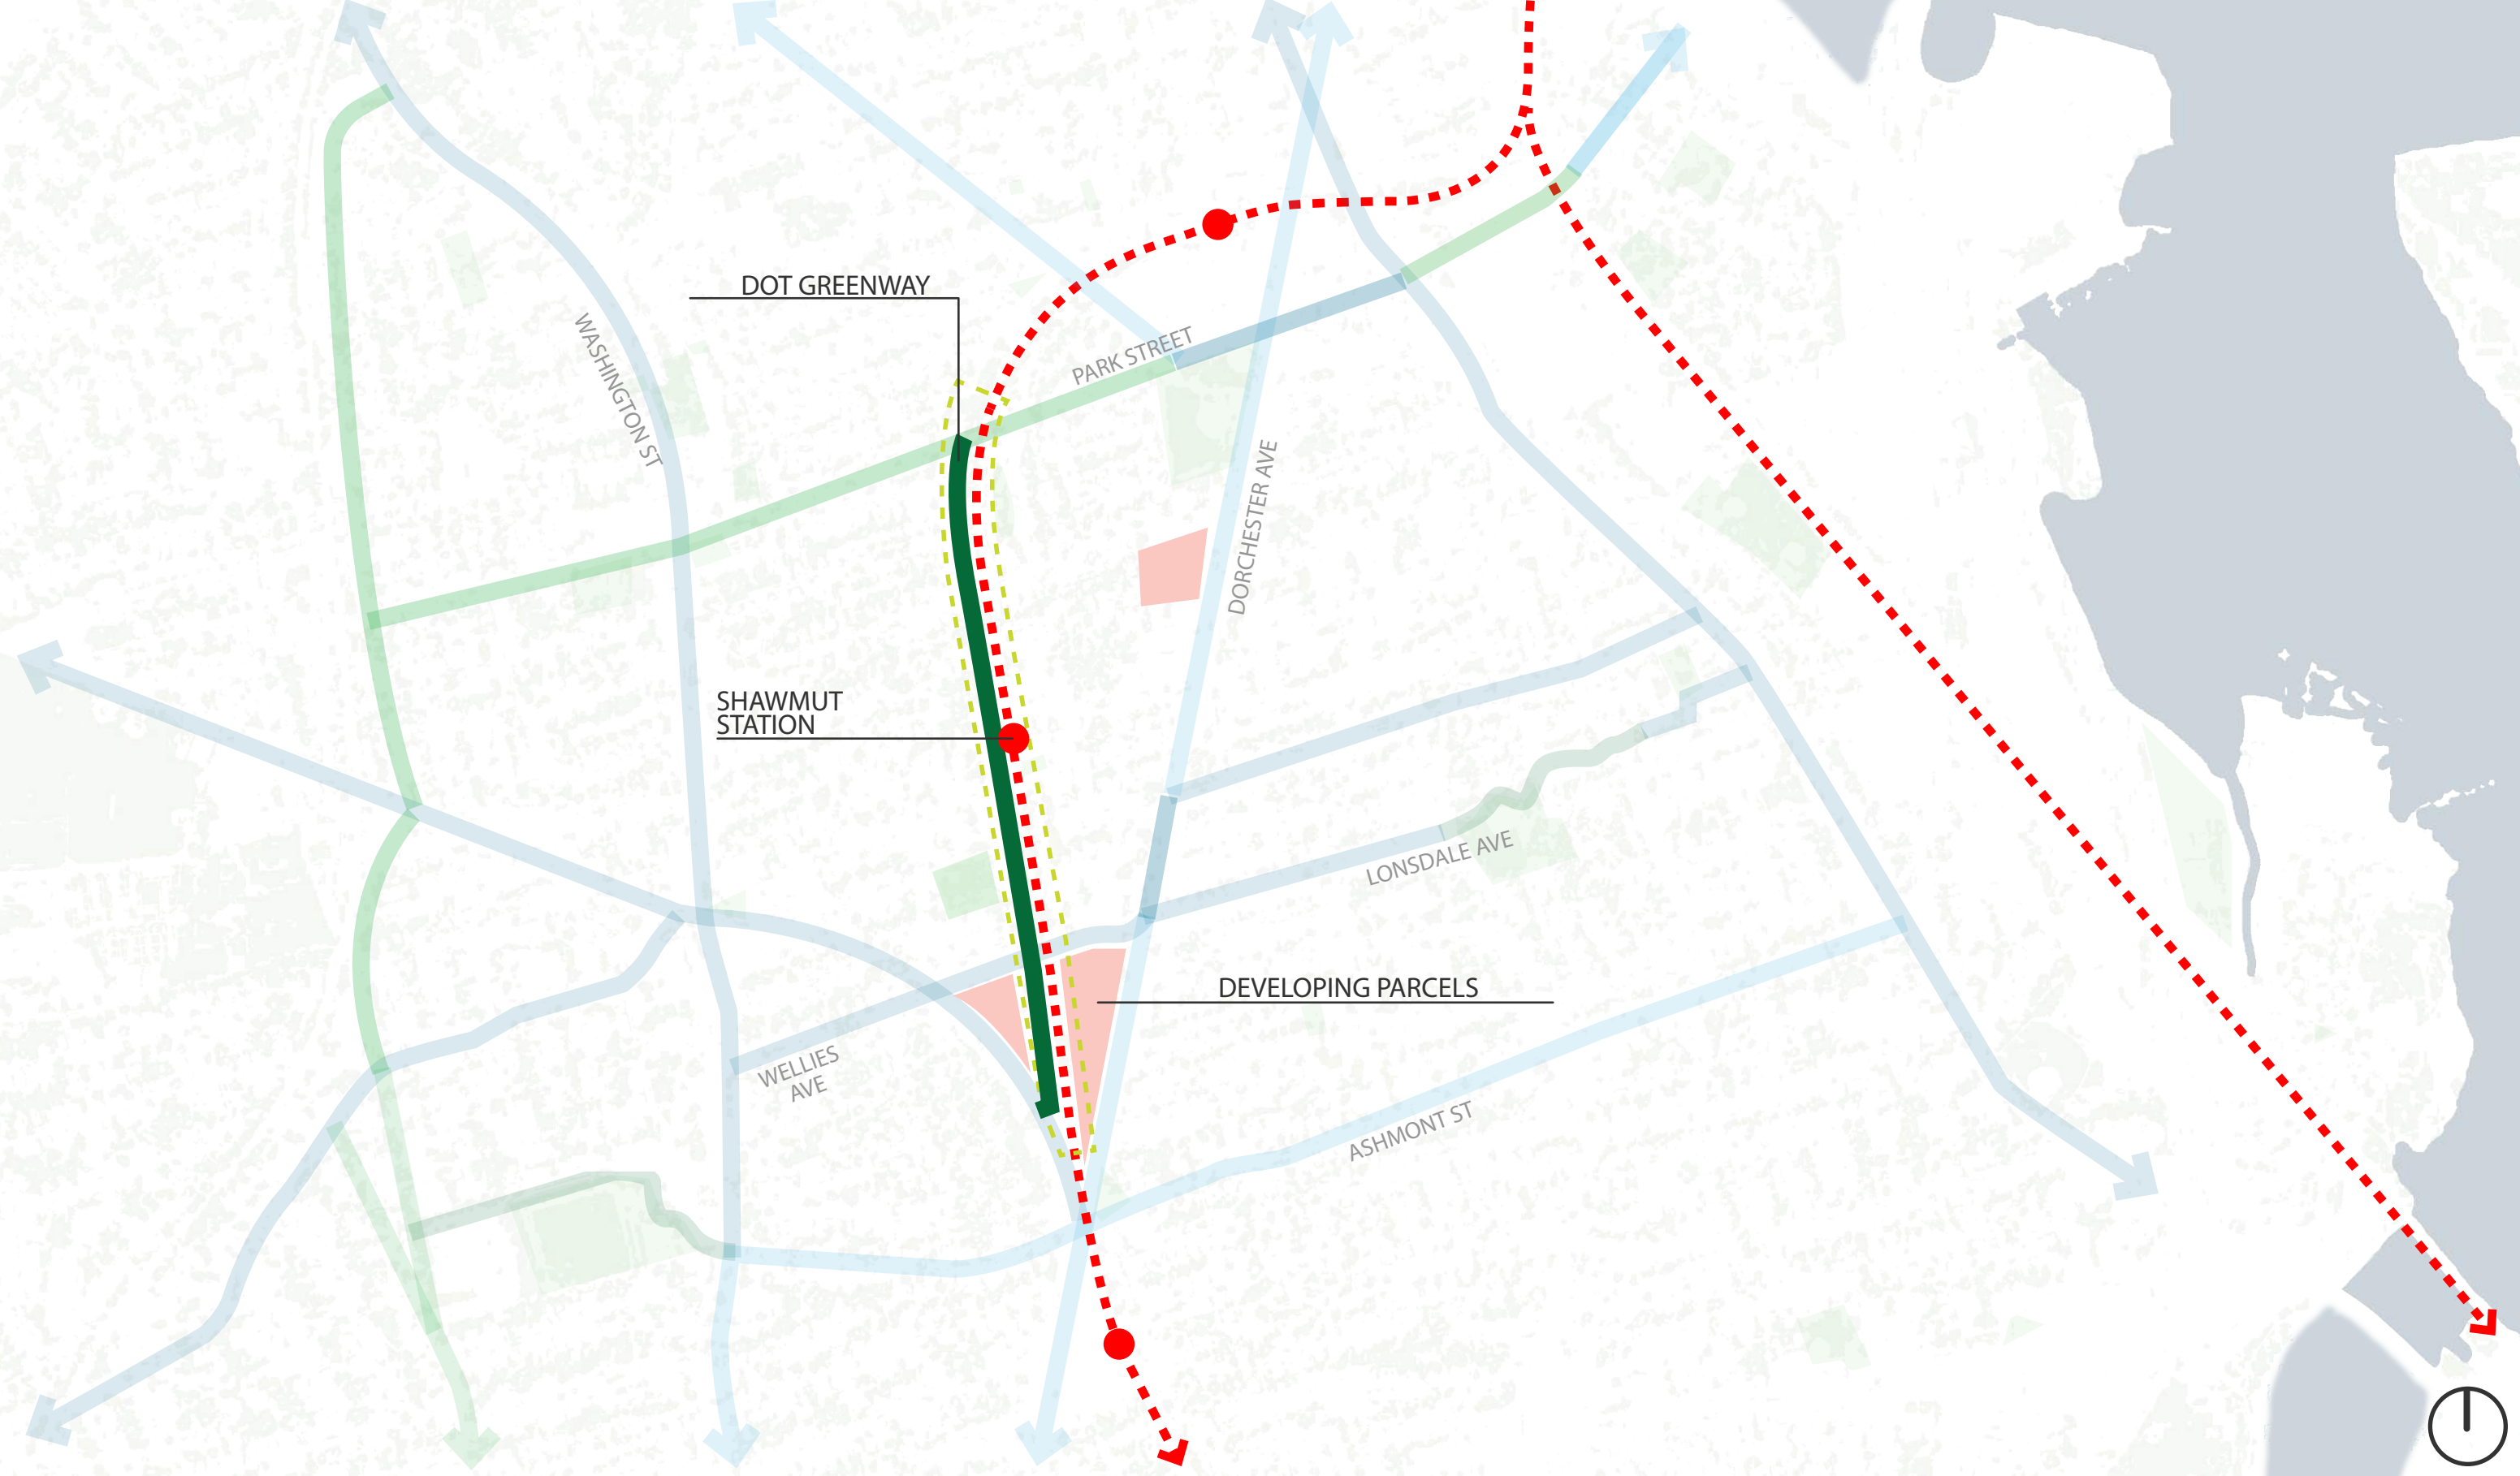 DOT GREENWAY
WASHINGTON ST
PARK STREET
DORCHESTER AVE
SHAWMUT
STATION
LONSDALE AVE
DEVELOPING PARCELS
WELLIES
AVE
ASHMONT ST